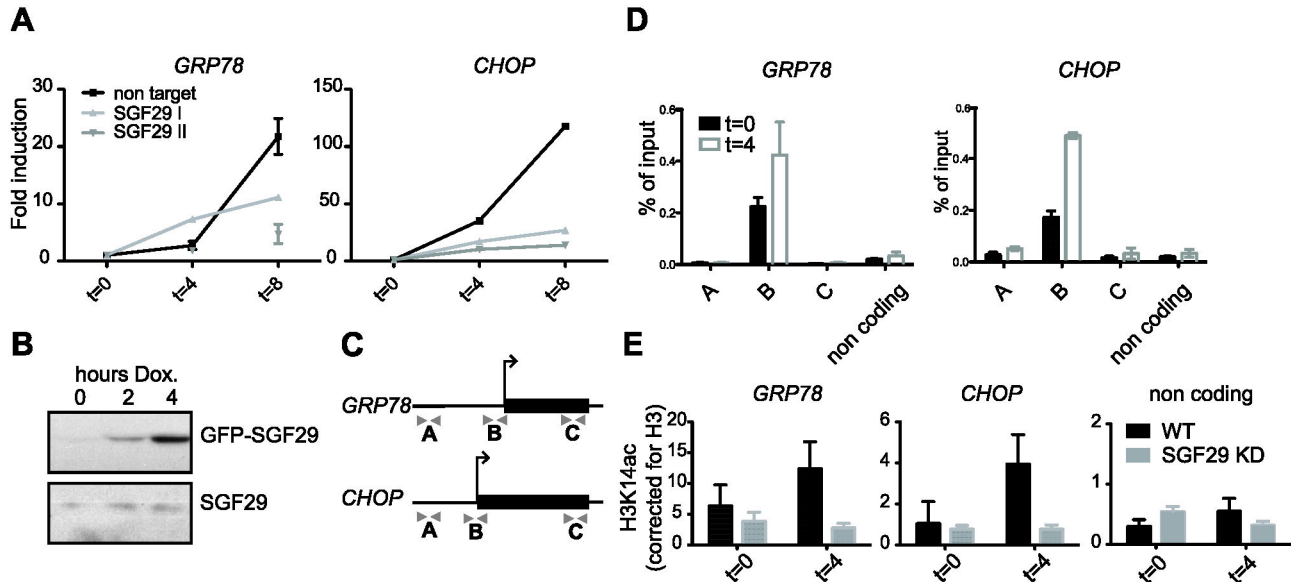 A
GRP78
CHOP
Fold induction
30
20
10
0
non target
SGF29 I
SGF29 II
t=0
t=4
t=8
150
100
50
0
t=0
t=4
t=8
B
hours Dox.
0 2 4
GFP-SGF29
SGF29
C
GRP78
A B C
CHOP
A B C
D
GRP78
% of input
0.6
0.4
0.2
0.0
t=0
t=4
A
B
C
non coding
CHOP
% of input
0.6
0.4
0.2
0.0
A
B
C
non coding
E
H3K14ac
(corrected for H3)
GRP78
20
15
10
5
0
t=0
t=4
CHOP
6
4
2
0
t=0
t=4
non coding
2
1
0
WT
SGF29 KD
t=0
t=4